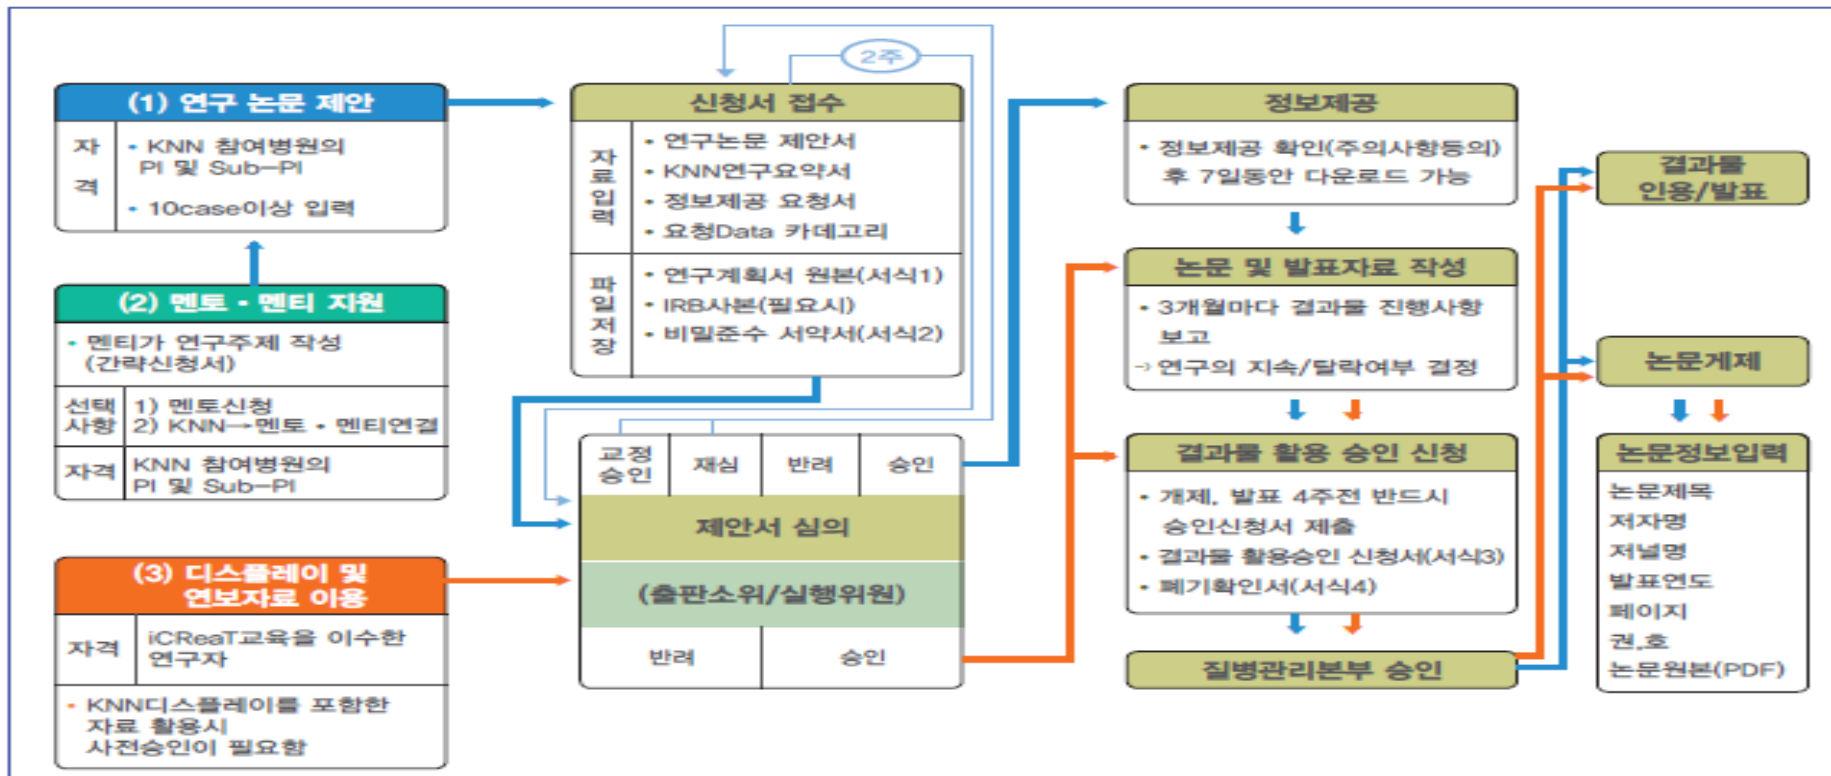 (1) 연구 논문 제안
자
격
• KNN 참여병원의
PI 및 Sub-PI
• 10case이상 입력
(2) 멘토・멘티 지원
• 멘티가 연구주제 작성
(간략신청서)
선택
사항
1) 멘토신청
2) KNN→멘토・멘티연결
자격
KNN 참여병원의
PI 및 Sub-PI
(3) 디스플레이 및
연보자료 이용
자격
iCReaT교육을 이수한
연구자
• KNN디스플레이를 포함한
자료 활용시
사전승인이 필요함
2주
신청서 접수
자
료
입
력
• 연구논문 제안서
• KNN연구요약서
• 정보제공 요청서
• 요청Data 카데고리
파
일
저
장
• 연구계획서 원본(서식1)
• IRB사본(필요시)
• 비밀준수 서약서(서식2)
교정
승인
재심
반려
승인
제안서 심의
(출판소위/실행위원)
반려
승인
정보제공
• 정보제공 확인(주의사항동의)
후 7일동안 다운로드 가능
논문 및 발표자료 작성
• 3개월마다 결과물 진행사항
보고
→ 연구의 지속/탈락여부 결정
결과물 활용 승인 신청
• 개제, 발표 4주전 반드시
승인신청서 제출
• 결과물 활용승인 신청서(서식3)
• 폐기확인서(서식4)
질병관리본부 승인
결과물
인용/발표
논문게제
논문정보입력
논문제목
저자명
저널명
발표연도
페이지
권,호
논문원본(PDF)